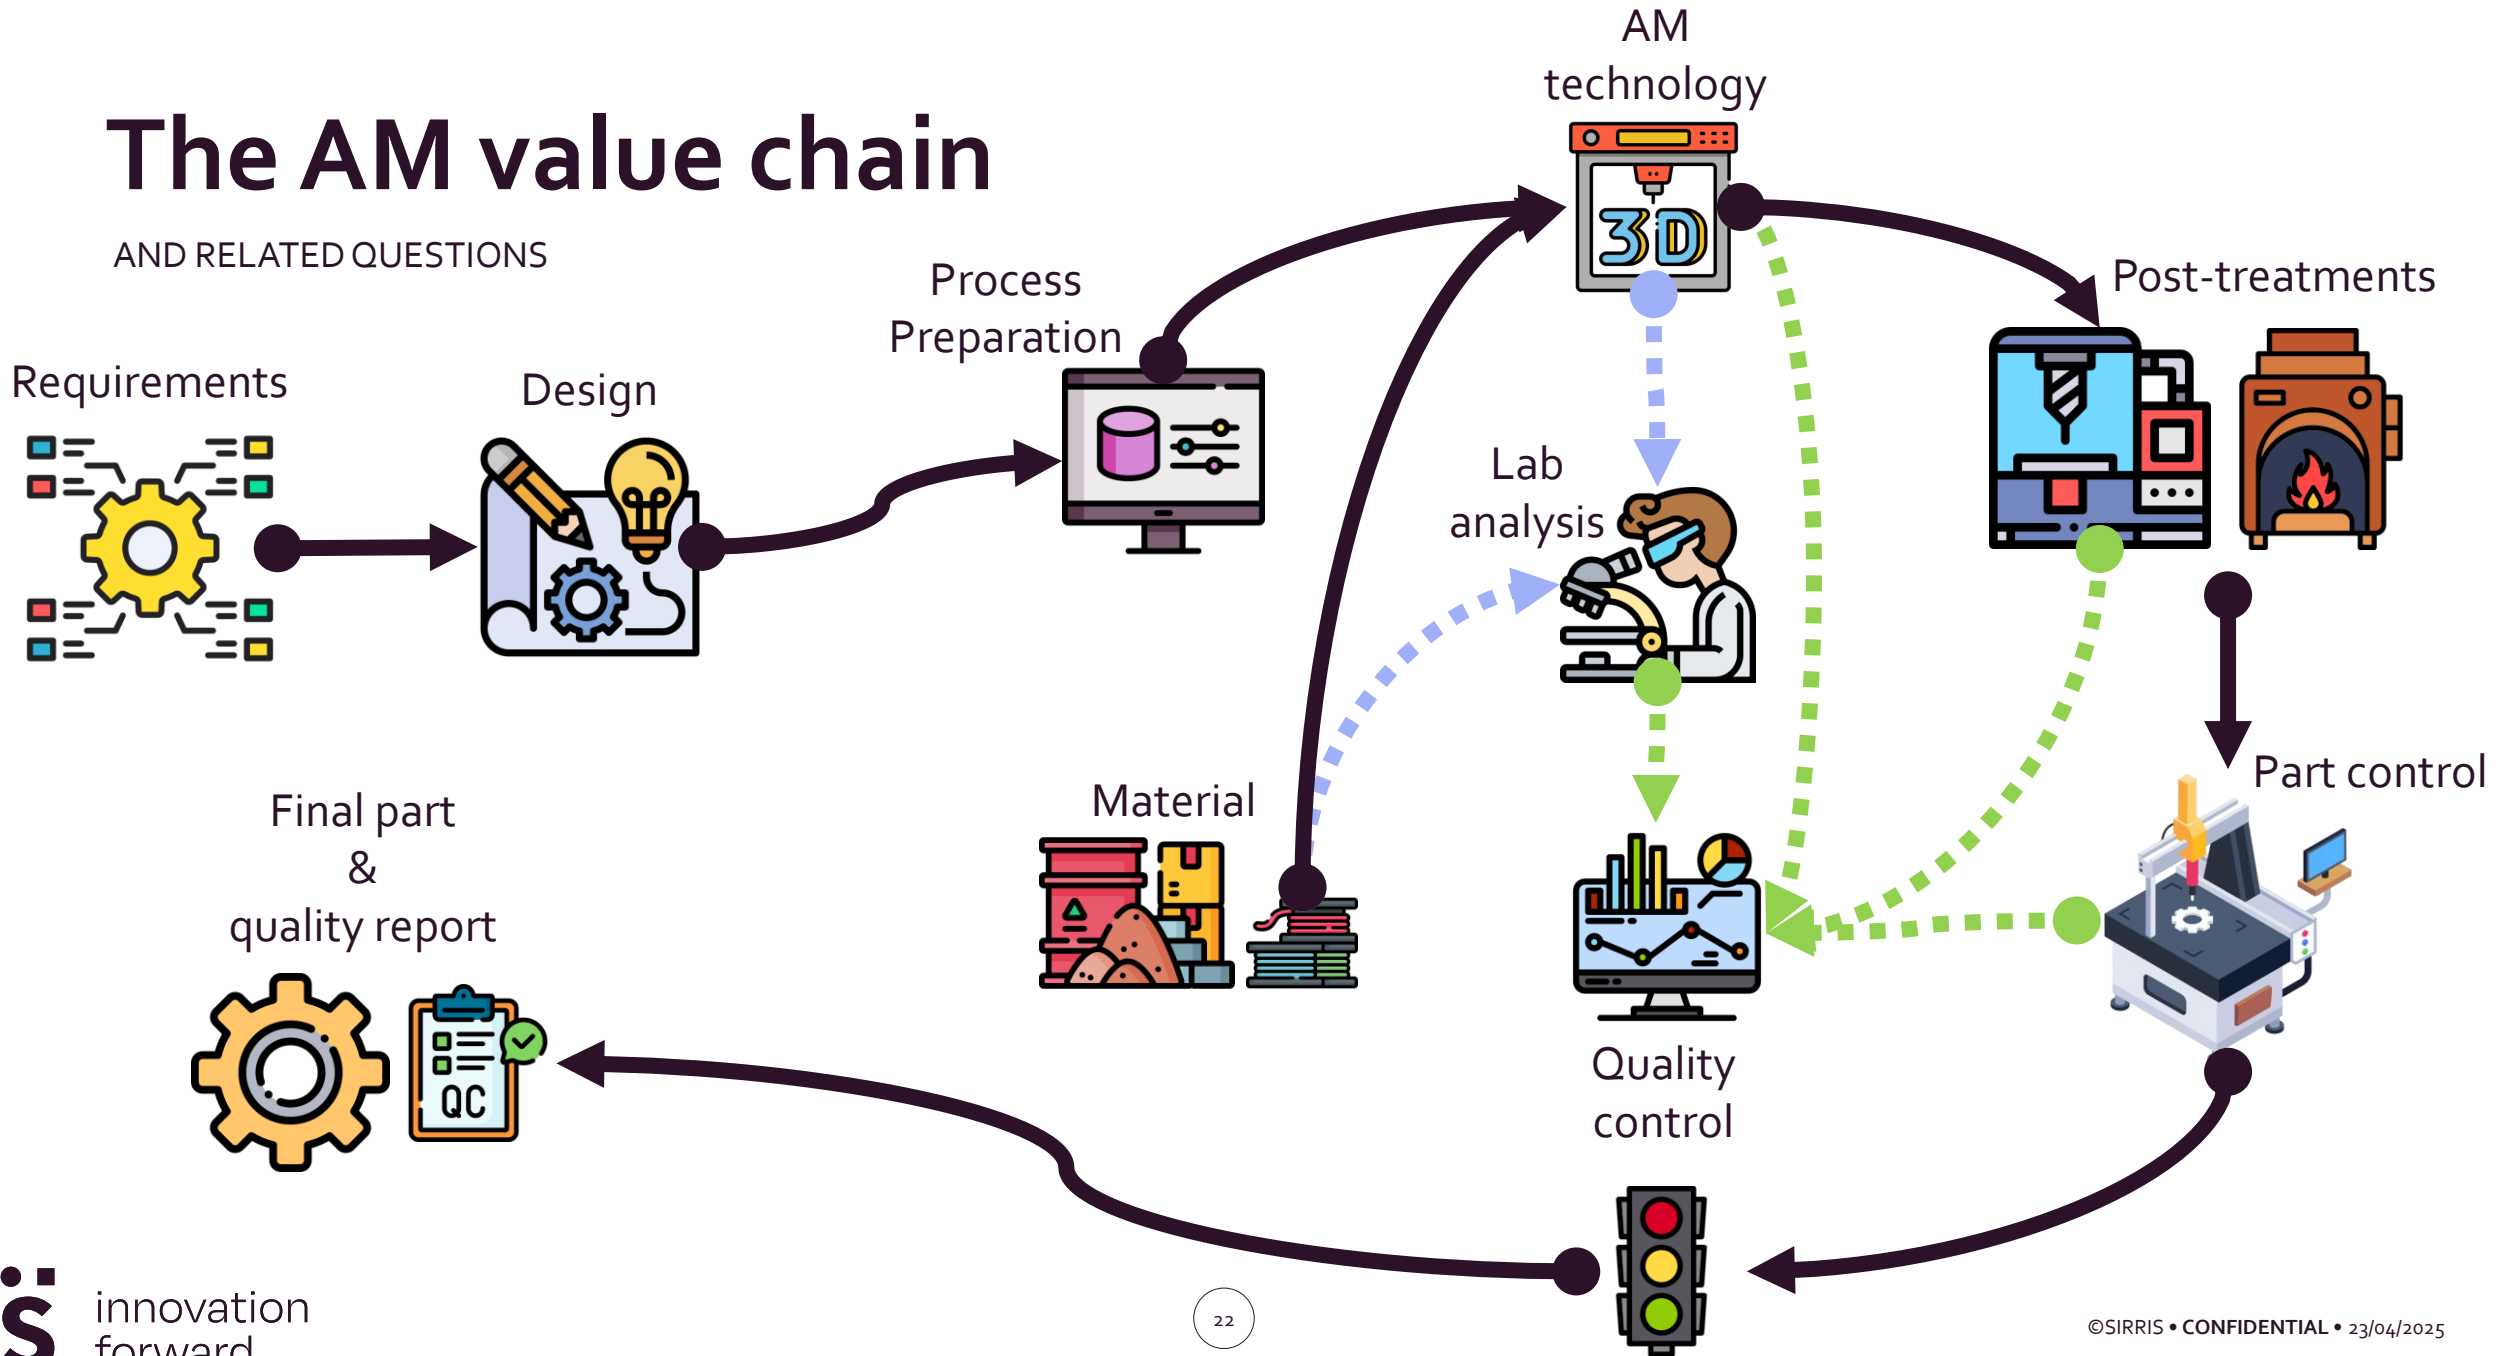 The AM value chain
AND RELATED QUESTIONS
Requirements
Design
Process
Preparation
AM
technology
3D
Post-treatments
Lab
analysis
Material
Part control
Quality
control
Final part
&
quality report
QC
innovation
forward
22
©SIRRIS • CONFIDENTIAL • 23/04/2025